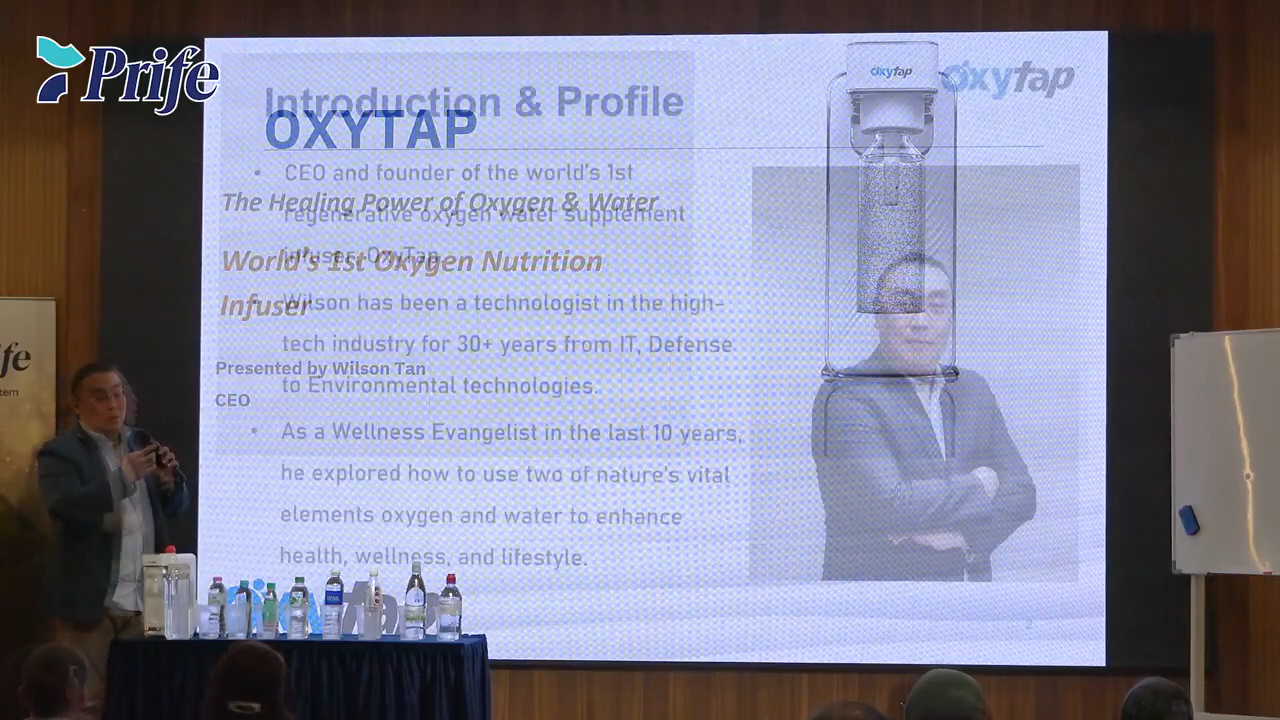 Prife
oxytap
oxytap
Introduction & Profile
OXYTAP
• CEO and founder of the world's 1st
The Healing Power of Oxygen & Water
regenerative oxygen water supplement
infuser, OxyTap.
World's 1st Oxygen Nutrition
Infuser
• Wilson has been a technologist in the high-
tech industry for 30+ years from IT, Defense
Presented by Wilson Tan
to Environmental technologies.
CEO
• As a Wellness Evangelist in the last 10 years,
he explored how to use two of nature's vital
elements oxygen and water to enhance
health, wellness, and lifestyle.